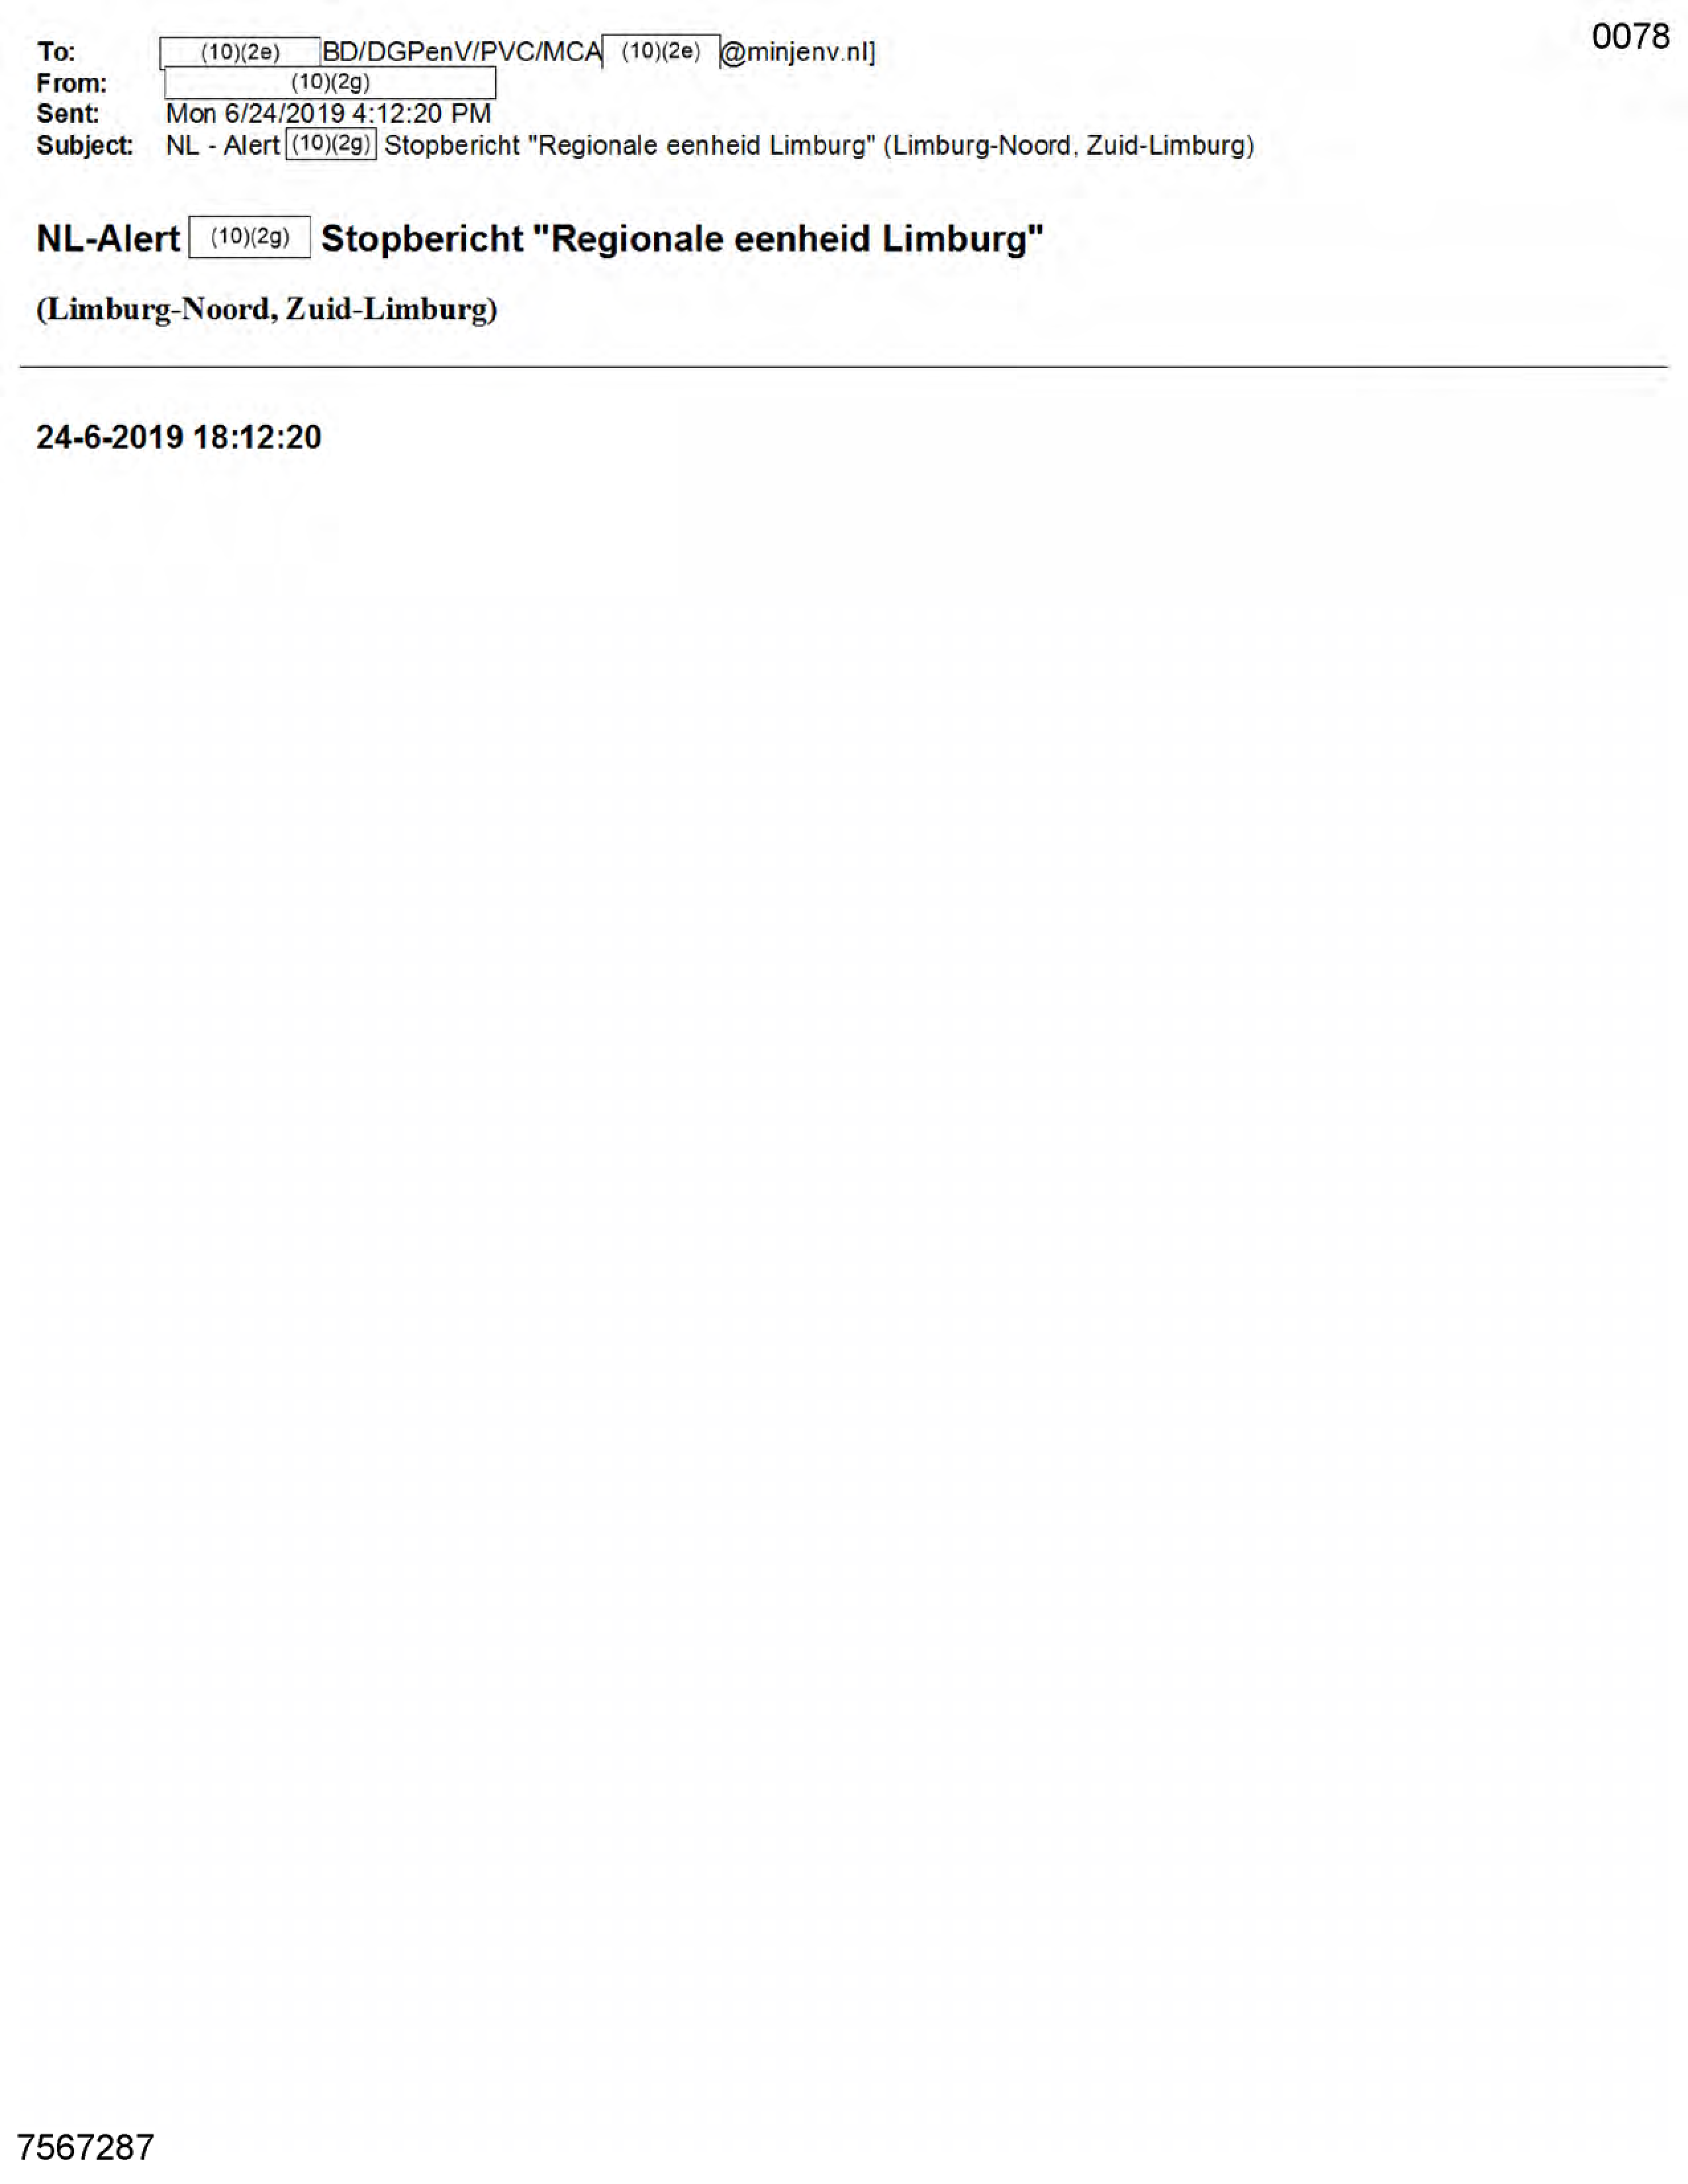 0078
To: (10)(2e) BD/DGPenV/PVC/MCA (10)(2e) @minjenv.nl]
From: (10)(2g)
Sent: Mon 6/24/2019 4:12:20 PM
Subject: NL - Alert (10)(2g) Stopbericht "Regionale eenheid Limburg" (Limburg-Noord, Zuid-Limburg)
NL-Alert (10)(2g) Stopbericht "Regionale eenheid Limburg"
(Limburg-Noord, Zuid-Limburg)
24-6-2019 18:12:20
7567287